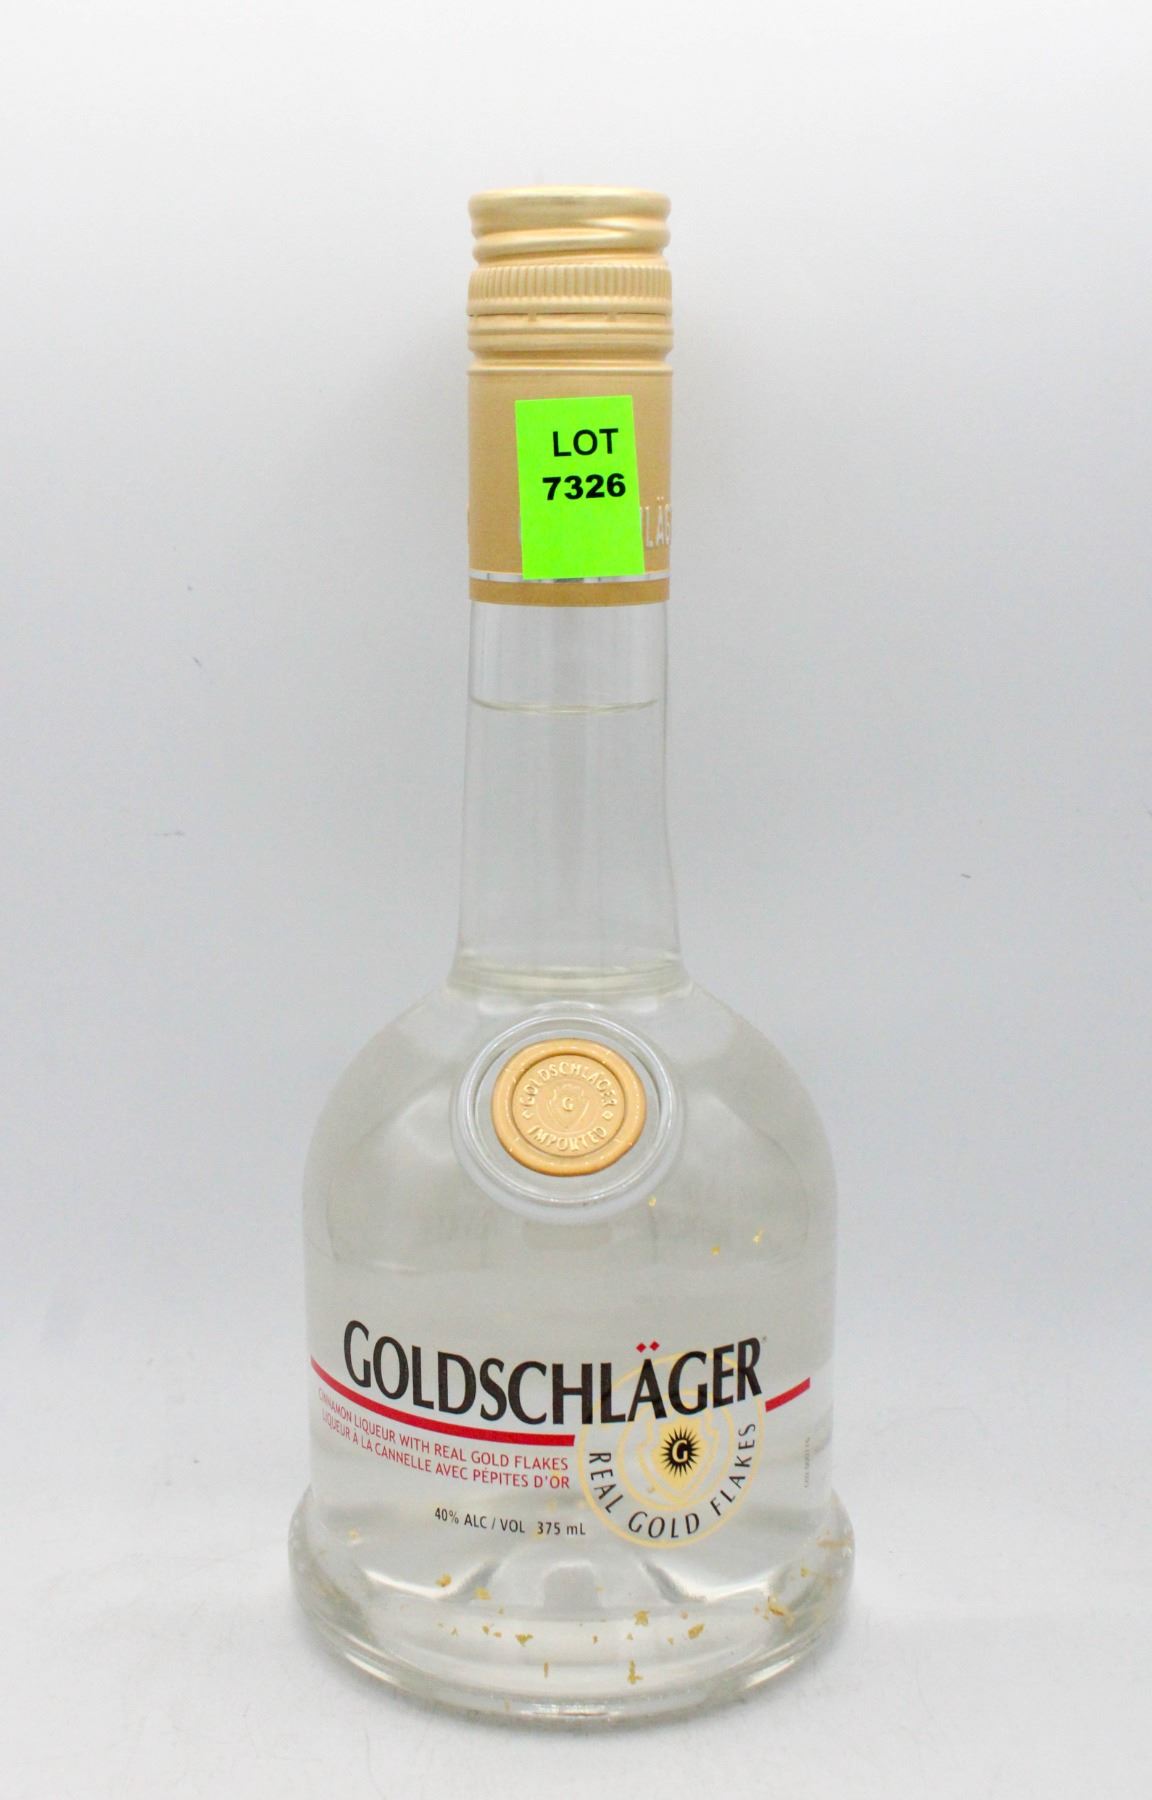 LOT
7326
LÄG
GOLDSCHLÄGER
G
IMPORTED
GOLDSCHLÄGER
CINNAMON LIQUEUR WITH REAL GOLD FLAKES
LIQUEUR À LA CANNELLE AVEC PÉPITES D'OR
G
REAL GOLD FLAKES
40% ALC / VOL 375 mL